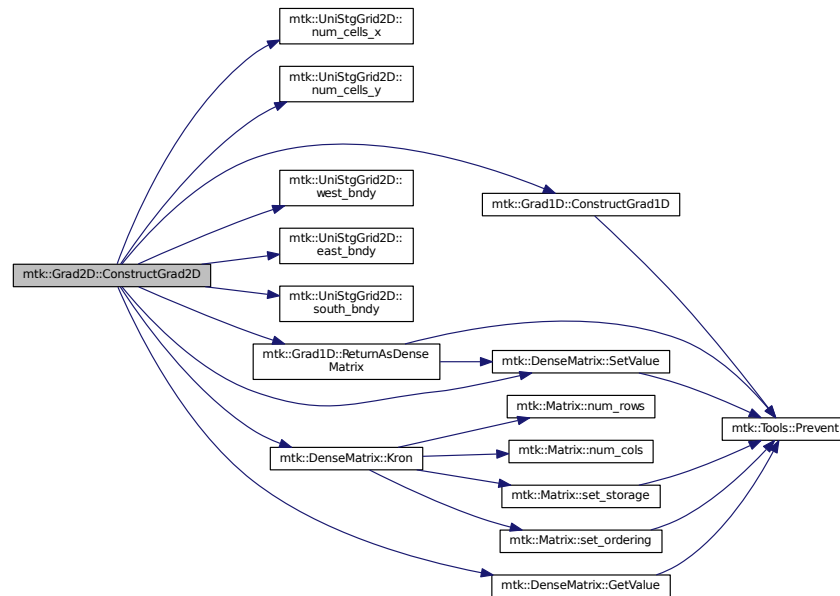 mtk::UniStgGrid2D::
num_cells_x
mtk::UniStgGrid2D::
num_cells_y
mtk::UniStgGrid2D::
west_bndy
mtk::Grad1D::ConstructGrad1D
mtk::UniStgGrid2D::
east_bndy
mtk::Grad2D::ConstructGrad2D
mtk::UniStgGrid2D::
south_bndy
mtk::Grad1D::ReturnAsDense
Matrix
mtk::DenseMatrix::SetValue
mtk::Matrix::num_rows
mtk::Tools::Prevent
mtk::DenseMatrix::Kron
mtk::Matrix::num_cols
mtk::Matrix::set_storage
mtk::Matrix::set_ordering
mtk::DenseMatrix::GetValue